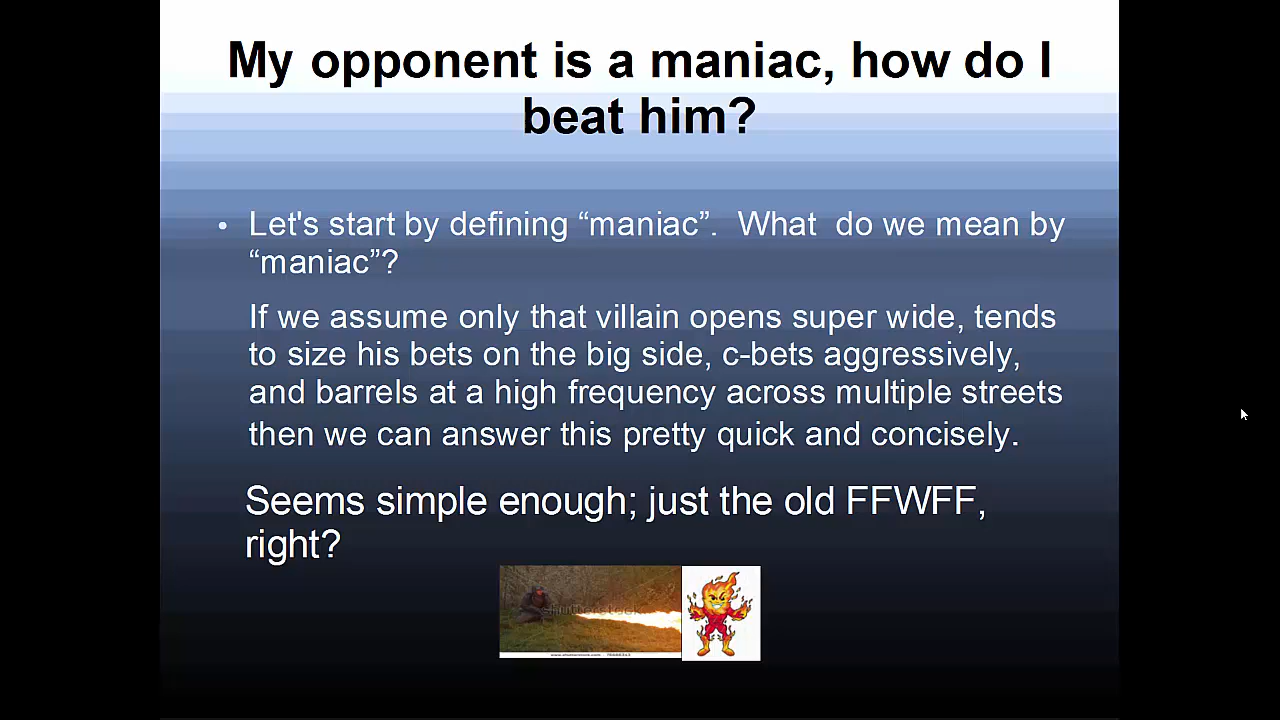 My opponent is a maniac, how do I
beat him?
• Let's start by defining “maniac”.  What  do we mean by
“maniac”?
If we assume only that villain opens super wide, tends
to size his bets on the big side, c-bets aggressively,
and barrels at a high frequency across multiple streets
then we can answer this pretty quick and concisely.
Seems simple enough; just the old FFWFF,
right?
shutterstock